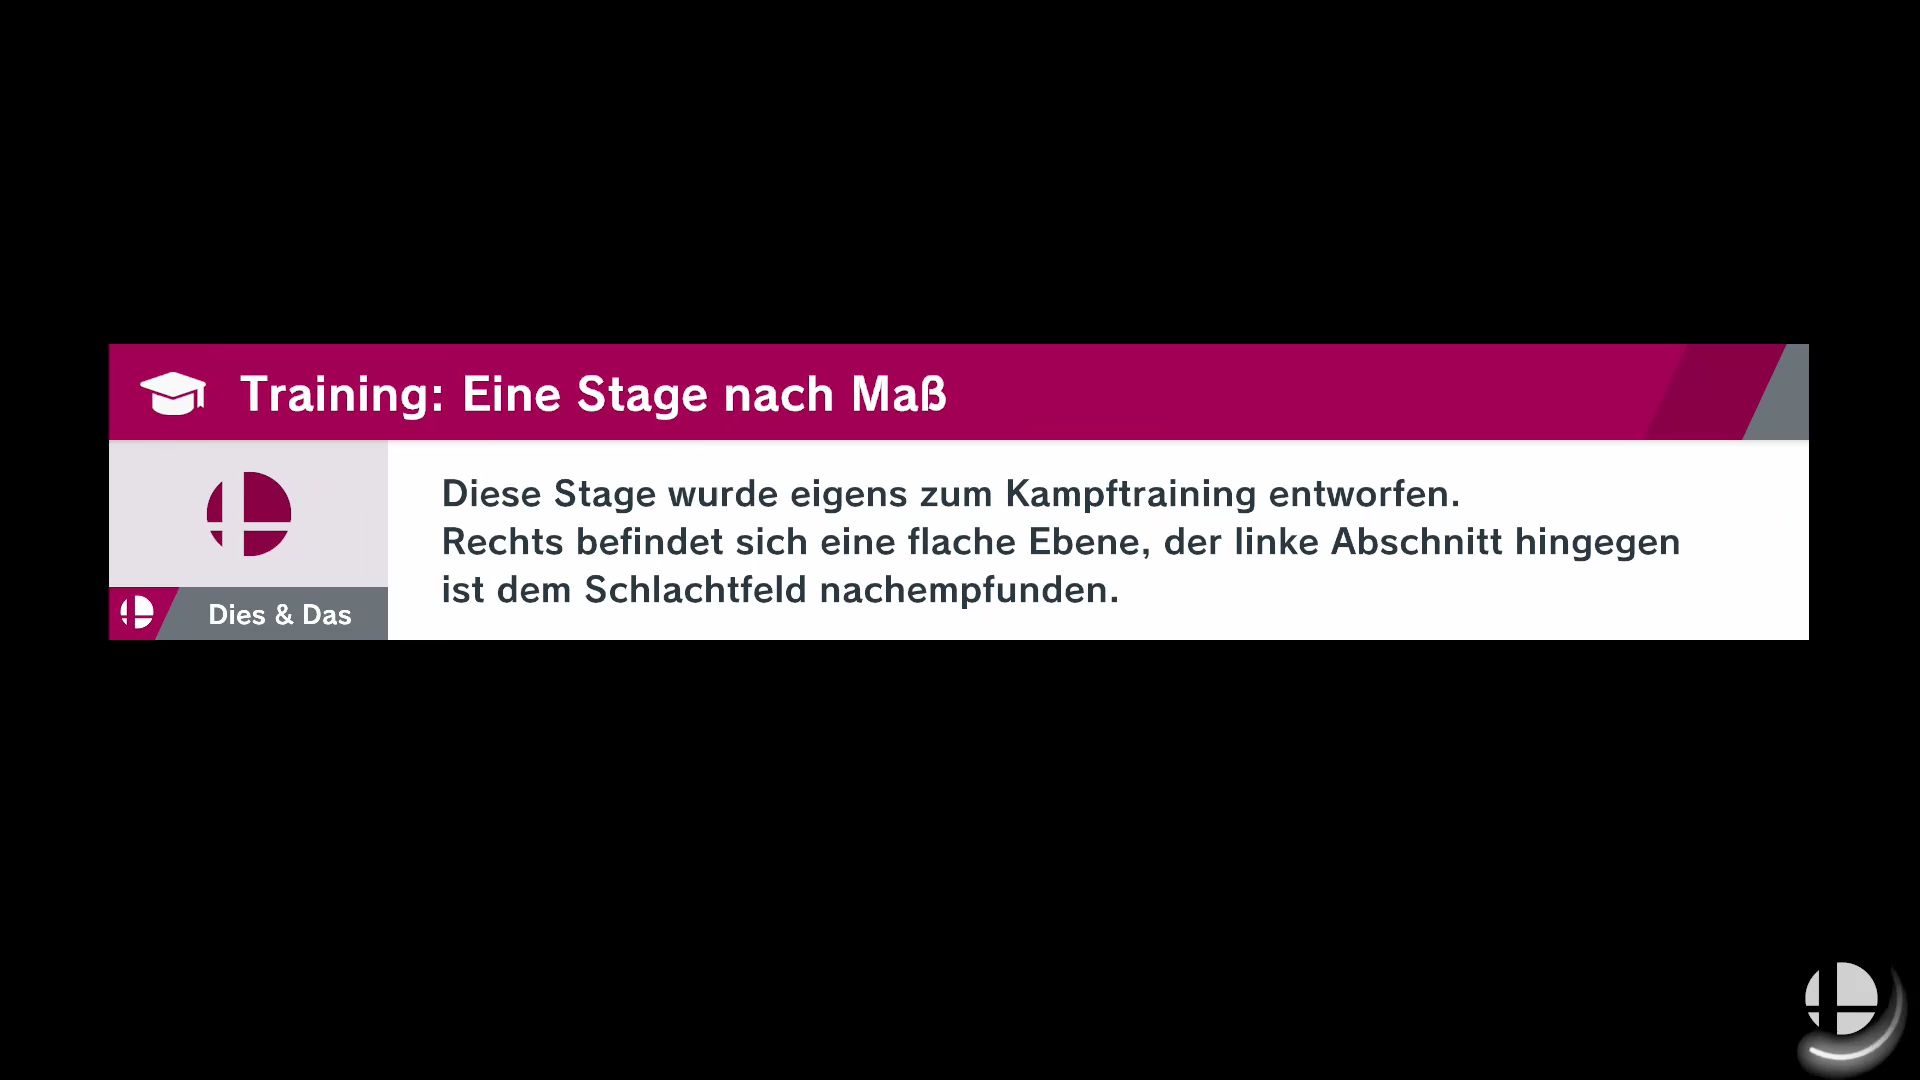 Training: Eine Stage nach Maß
Diese Stage wurde eigens zum Kampftraining entworfen.
Rechts befindet sich eine flache Ebene, der linke Abschnitt hingegen
ist dem Schlachtfeld nachempfunden.
Dies & Das